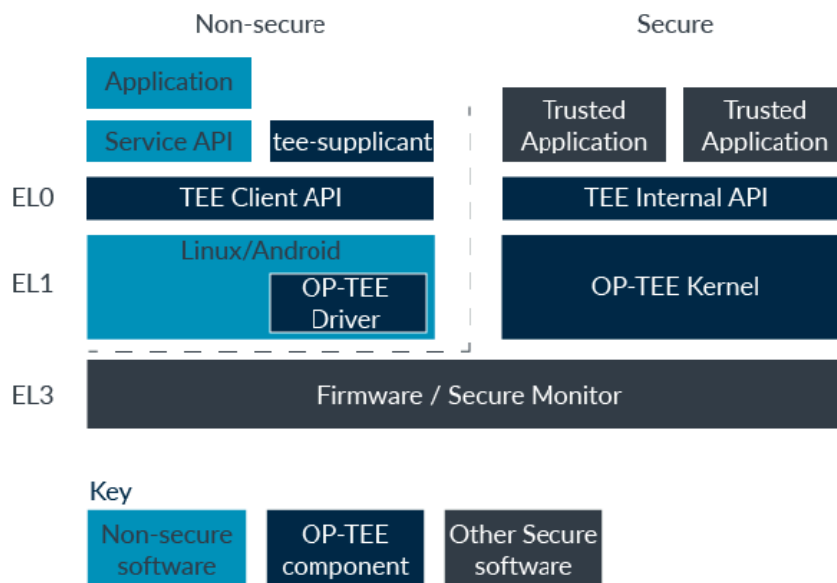 Non-secure
Secure
Application
Service API
tee-supplicant
Trusted
Application
Trusted
Application
EL0
TEE Client API
TEE Internal API
EL1
Linux/Android
OP-TEE
Driver
OP-TEE Kernel
EL3
Firmware / Secure Monitor
Key
Non-secure
software
OP-TEE
component
Other Secure
software